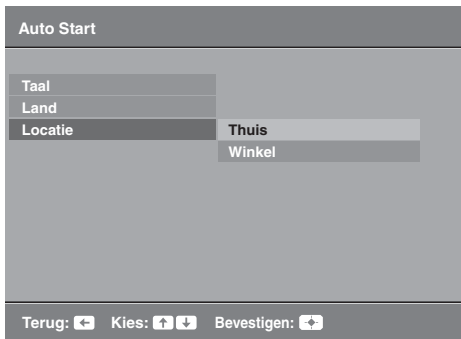 Auto Start
Taal
Land
Locatie Thuis
Winkel
Terug: Kies: Bevestigen: